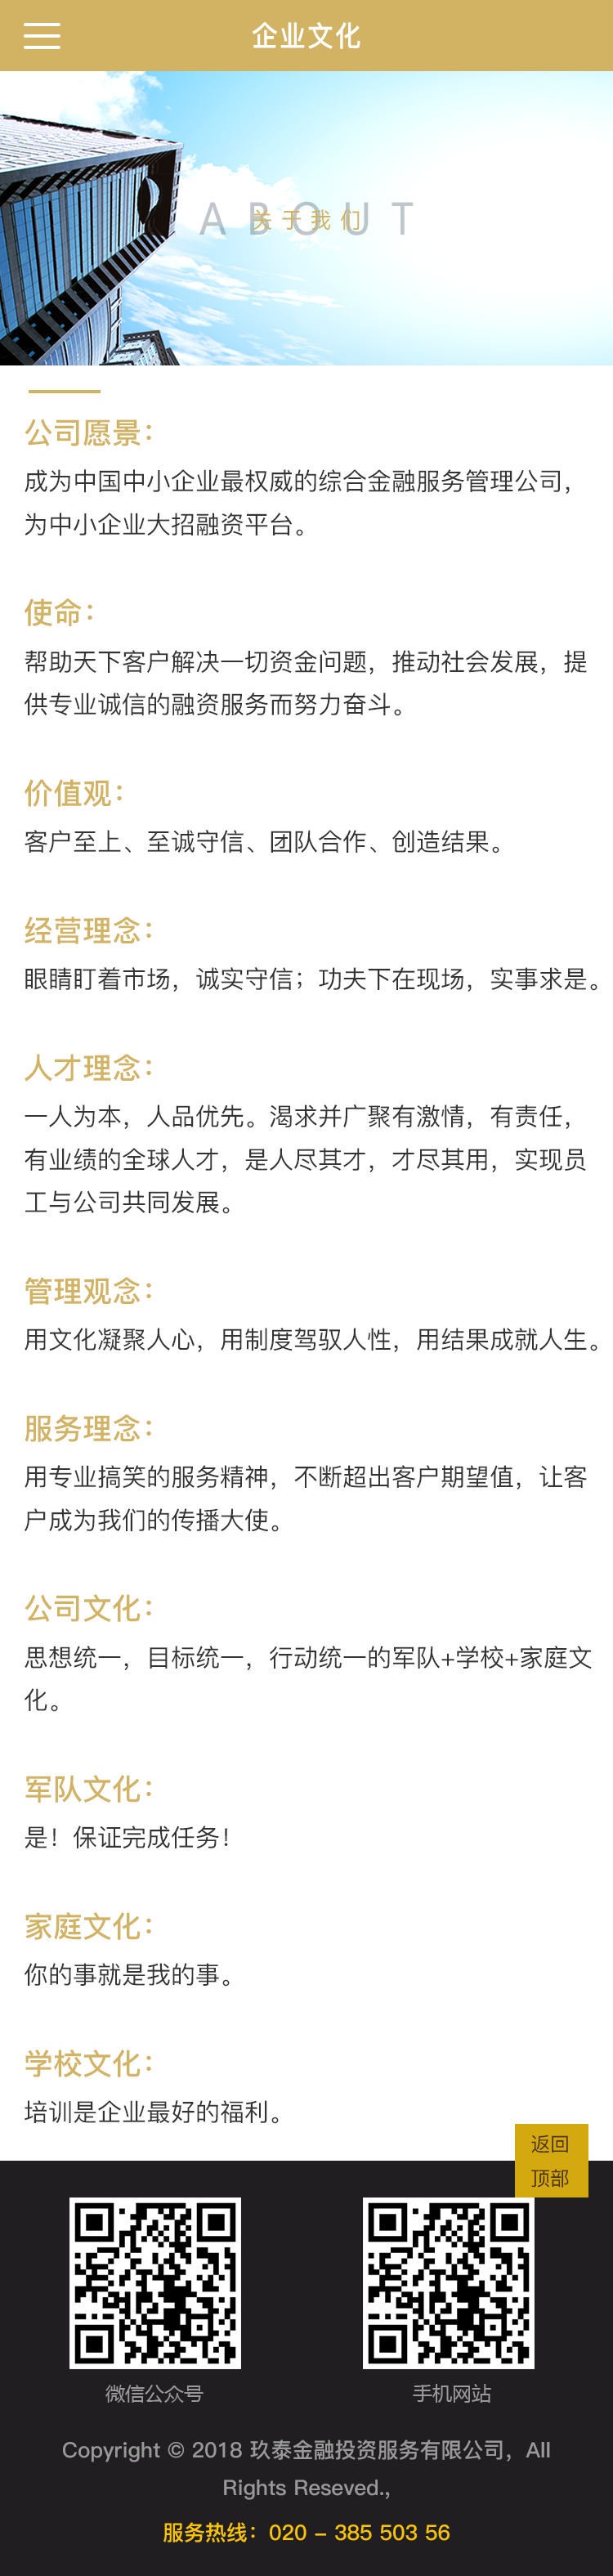 企业文化
ABOUT
关于我们
公司愿景：
成为中国中小企业最权威的综合金融服务管理公司，
为中小企业大招融资平台。
使命：
帮助天下客户解决一切资金问题，推动社会发展，提
供专业诚信的融资服务而努力奋斗。
价值观：
客户至上、至诚守信、团队合作、创造结果。
经营理念：
眼睛盯着市场，诚实守信；功夫下在现场，实事求是。
人才理念：
一人为本，人品优先。渴求并广聚有激情，有责任，
有业绩的全球人才，是人尽其才，才尽其用，实现员
工与公司共同发展。
管理观念：
用文化凝聚人心，用制度驾驭人性，用结果成就人生。
服务理念：
用专业搞笑的服务精神，不断超出客户期望值，让客
户成为我们的传播大使。
公司文化：
思想统一，目标统一，行动统一的军队+学校+家庭文
化。
军队文化：
是！保证完成任务！
家庭文化：
你的事就是我的事。
学校文化：
培训是企业最好的福利。
返回
顶部
微信公众号
手机网站
Copyright © 2018 玖泰金融投资服务有限公司，All
Rights Reseved.,
服务热线：020 - 385 503 56